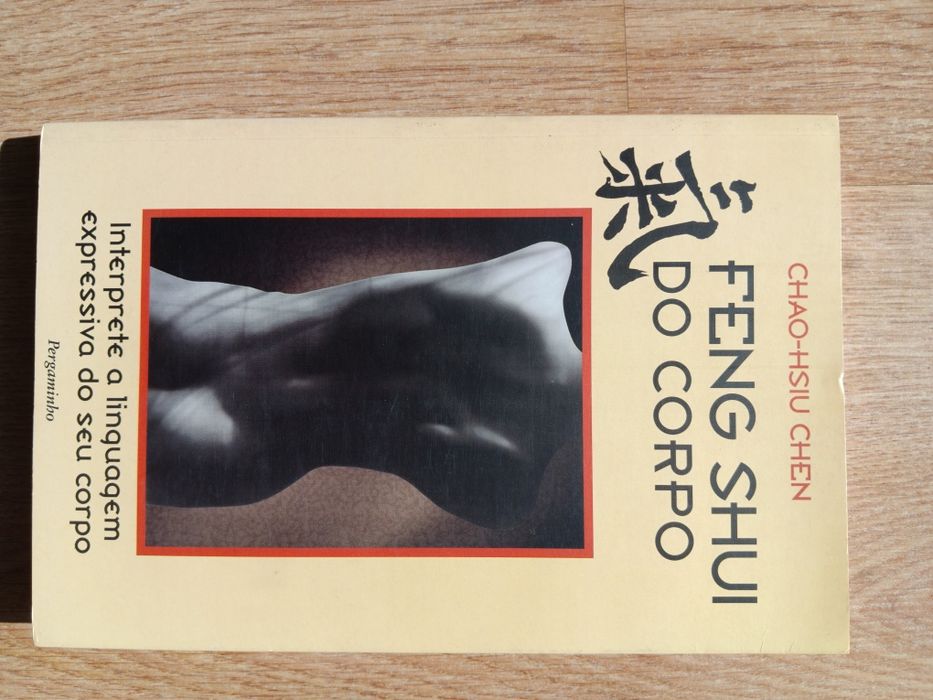 CHAO-HSIU CHEN
氣 FENG SHUI
DO CORPO
Interprete a linguagem
expressiva do seu corpo
Pergaminho